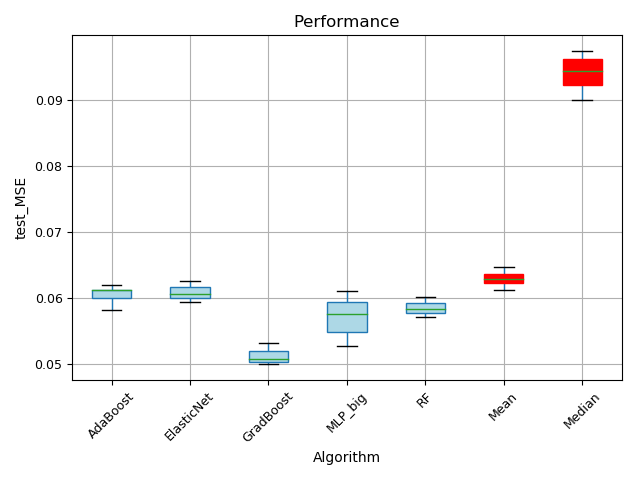 Performance
test_MSE
0.09
0.08
0.07
0.06
0.05
AdaBoost
ElasticNet
GradBoost
MLP_big
RF
Mean
Median
Algorithm